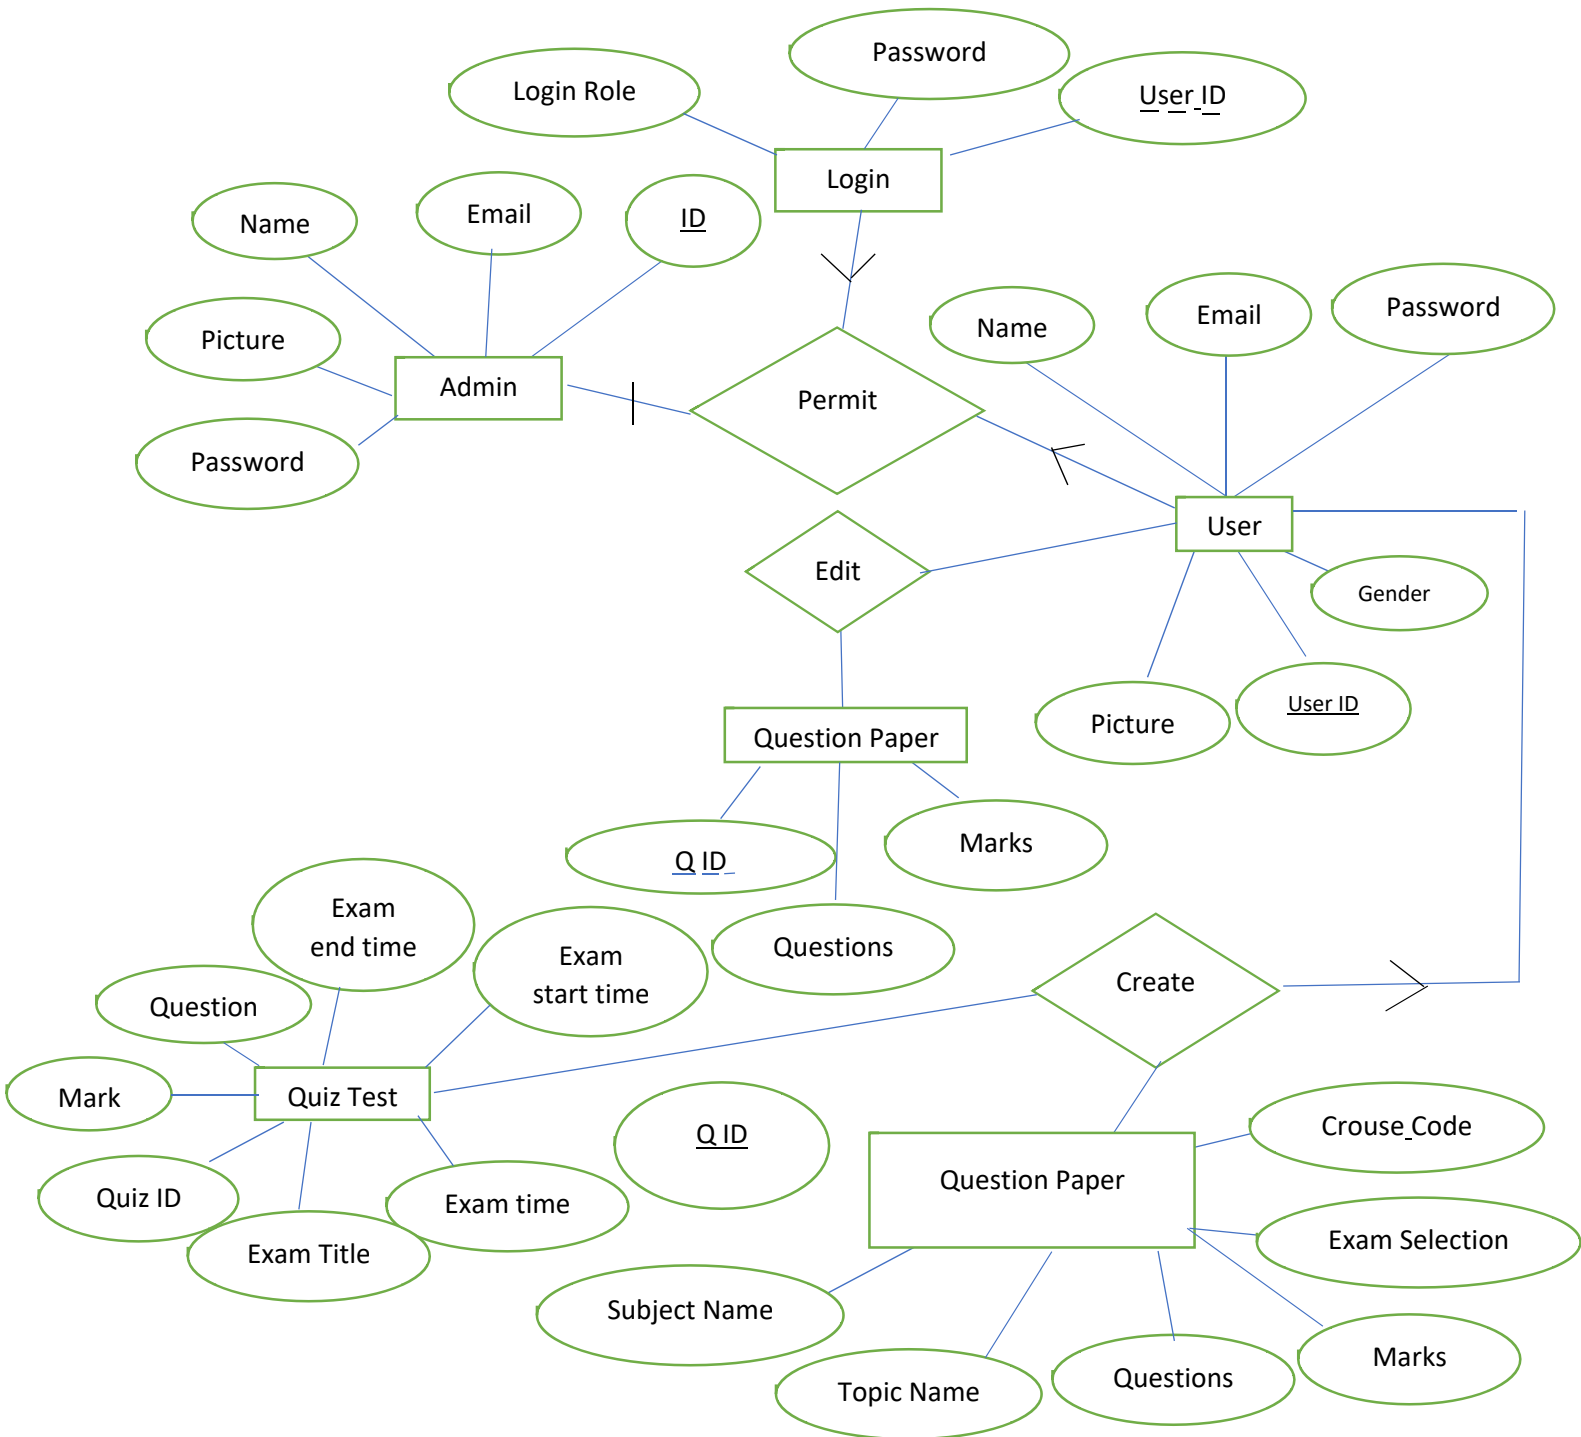 Password
Login Role
User ID
Login
Name
Email
ID
Name
Email
Password
Picture
Admin
Permit
Password
User
Edit
Gender
Picture
User ID
Question Paper
Q ID
Marks
Exam
end time
Questions
Exam
start time
Question
Create
Mark
Quiz Test
Q ID
Crouse Code
Question Paper
Quiz ID
Exam time
Exam Title
Exam Selection
Subject Name
Marks
Topic Name
Questions